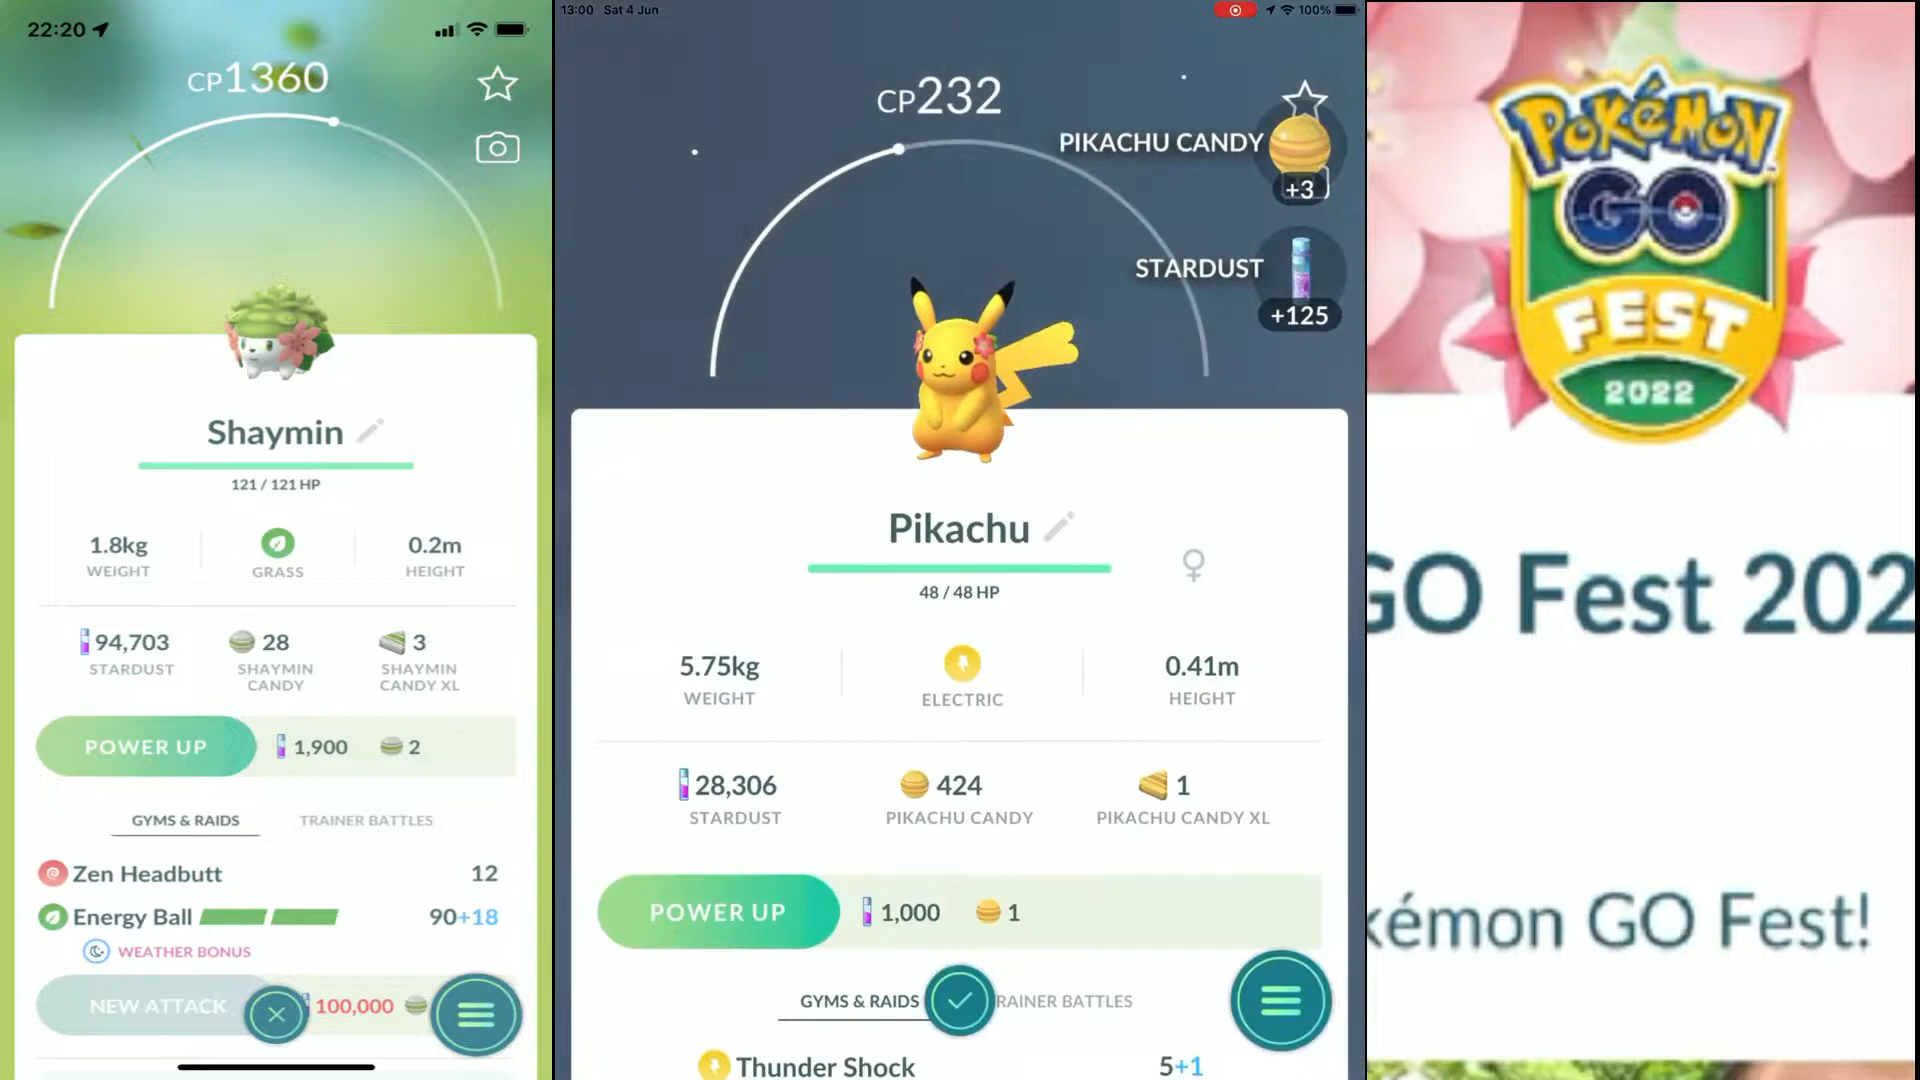 22:20
CP1360
Shaymin
121 / 121 HP
1.8kg
WEIGHT
GRASS
0.2m
HEIGHT
94,703
STARDUST
28
SHAYMIN
CANDY
3
SHAYMIN
CANDY XL
POWER UP
1,900
2
GYMS & RAIDS
TRAINER BATTLES
Zen Headbutt
12
Energy Ball
90+18
WEATHER BONUS
NEW ATTACK
100,000
13:00 Sat 4 Jun
100%
CP232
PIKACHU CANDY
+3
STARDUST
+125
Pikachu
48 / 48 HP
5.75kg
WEIGHT
ELECTRIC
0.41m
HEIGHT
28,306
STARDUST
424
PIKACHU CANDY
1
PIKACHU CANDY XL
POWER UP
1,000
1
GYMS & RAIDS
RAINER BATTLES
Thunder Shock
5+1
POKÉMON
GO
FEST
2022
GO Fest 202
kémon GO Fest!